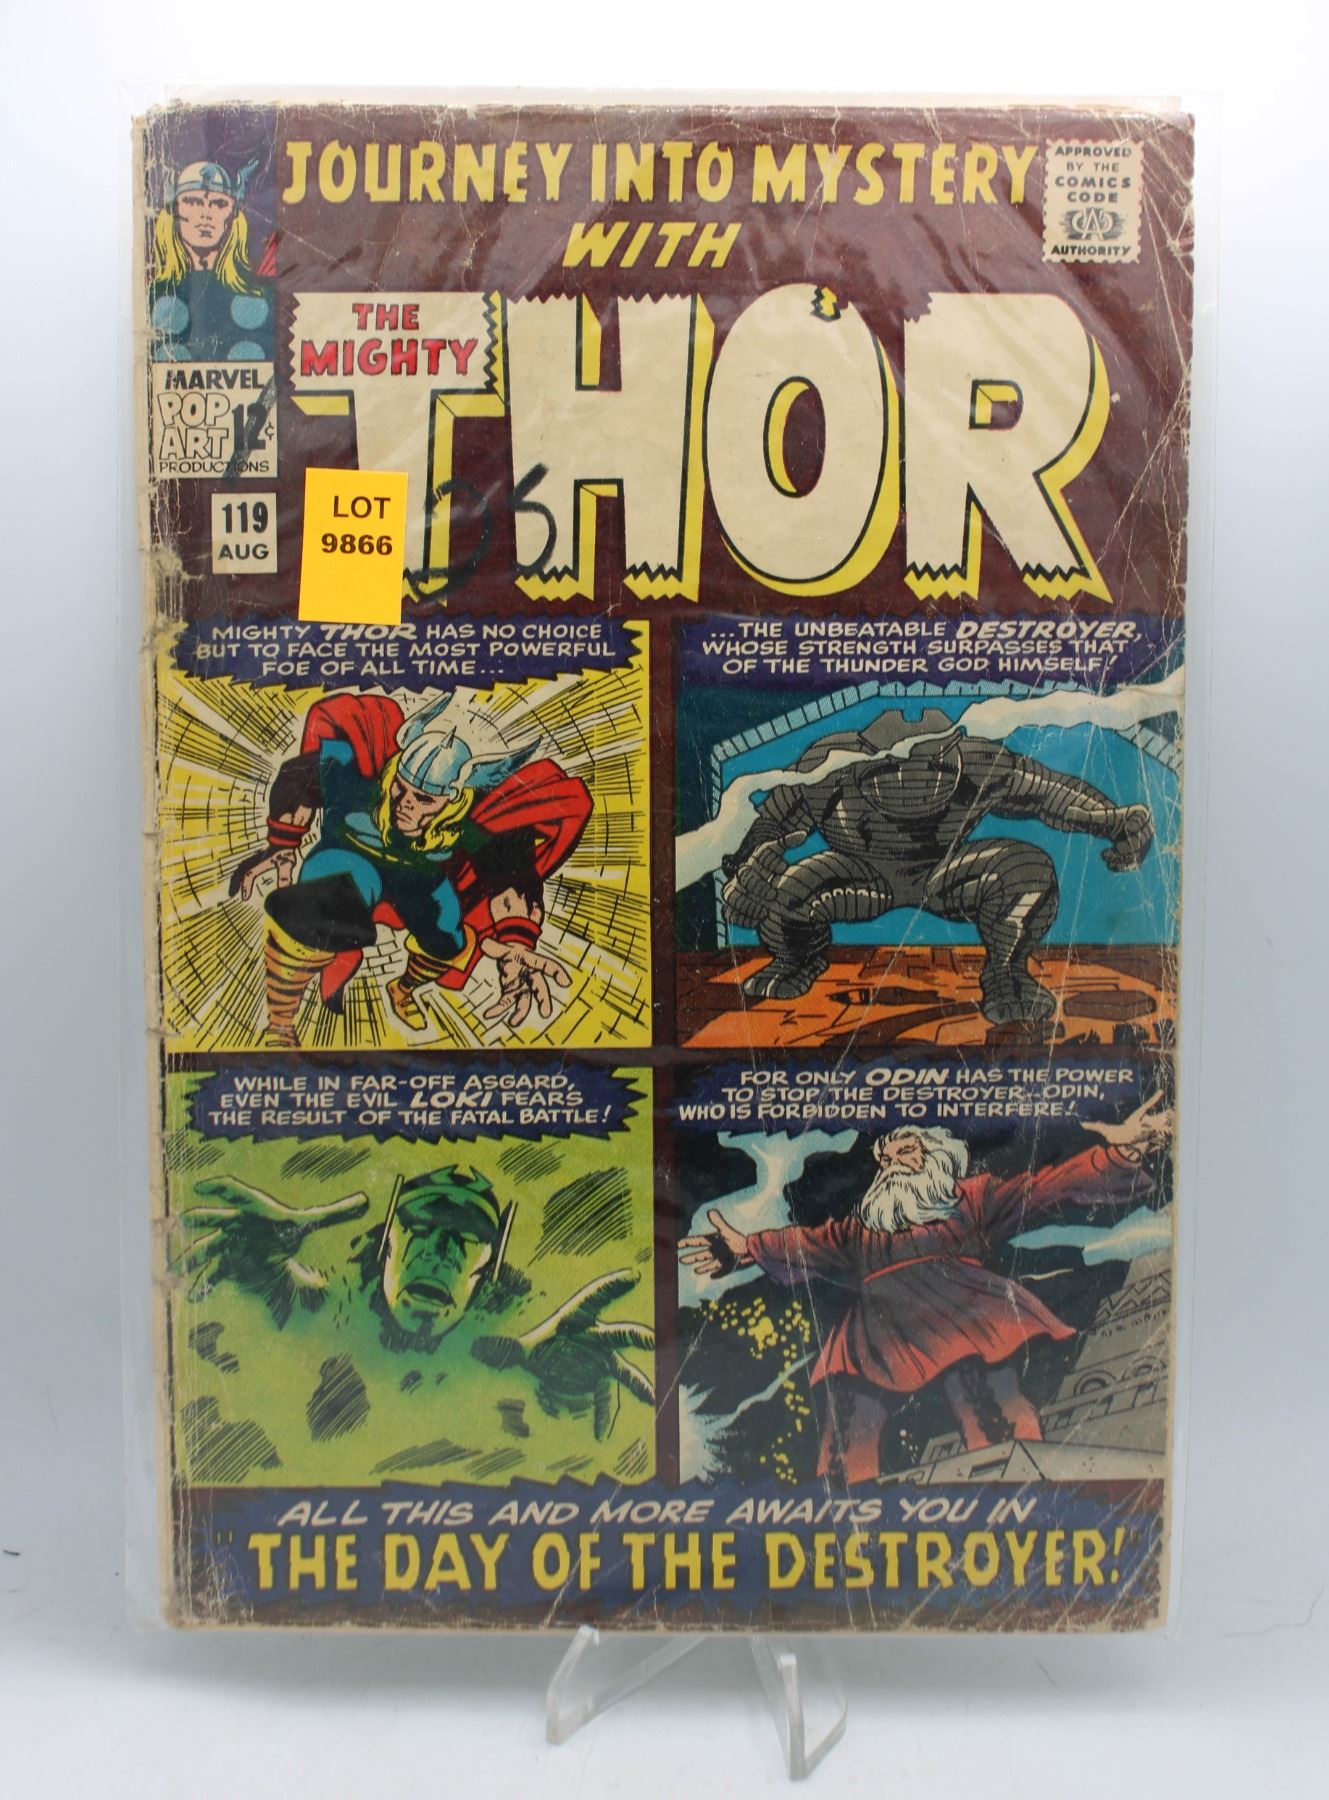 JOURNEY INTO MYSTERY
WITH
THE
MIGHTY
THOR
APPROVED
BY THE
COMICS
CODE
CA
AUTHORITY
MARVEL
POP
ART
12¢
PRODUCTIONS
119
AUG
LOT
9866
MIGHTY THOR HAS NO CHOICE
BUT TO FACE THE MOST POWERFUL
FOE OF ALL TIME...
...THE UNBEATABLE DESTROYER,
WHOSE STRENGTH SURPASSES THAT
OF THE THUNDER GOD HIMSELF!
WHILE IN FAR-OFF ASGARD,
EVEN THE EVIL LOKI FEARS
THE RESULT OF THE FATAL BATTLE!
FOR ONLY ODIN HAS THE POWER
TO STOP THE DESTROYER--ODIN,
WHO IS FORBIDDEN TO INTERFERE!
ALL THIS AND MORE AWAITS YOU IN
"THE DAY OF THE DESTROYER!"